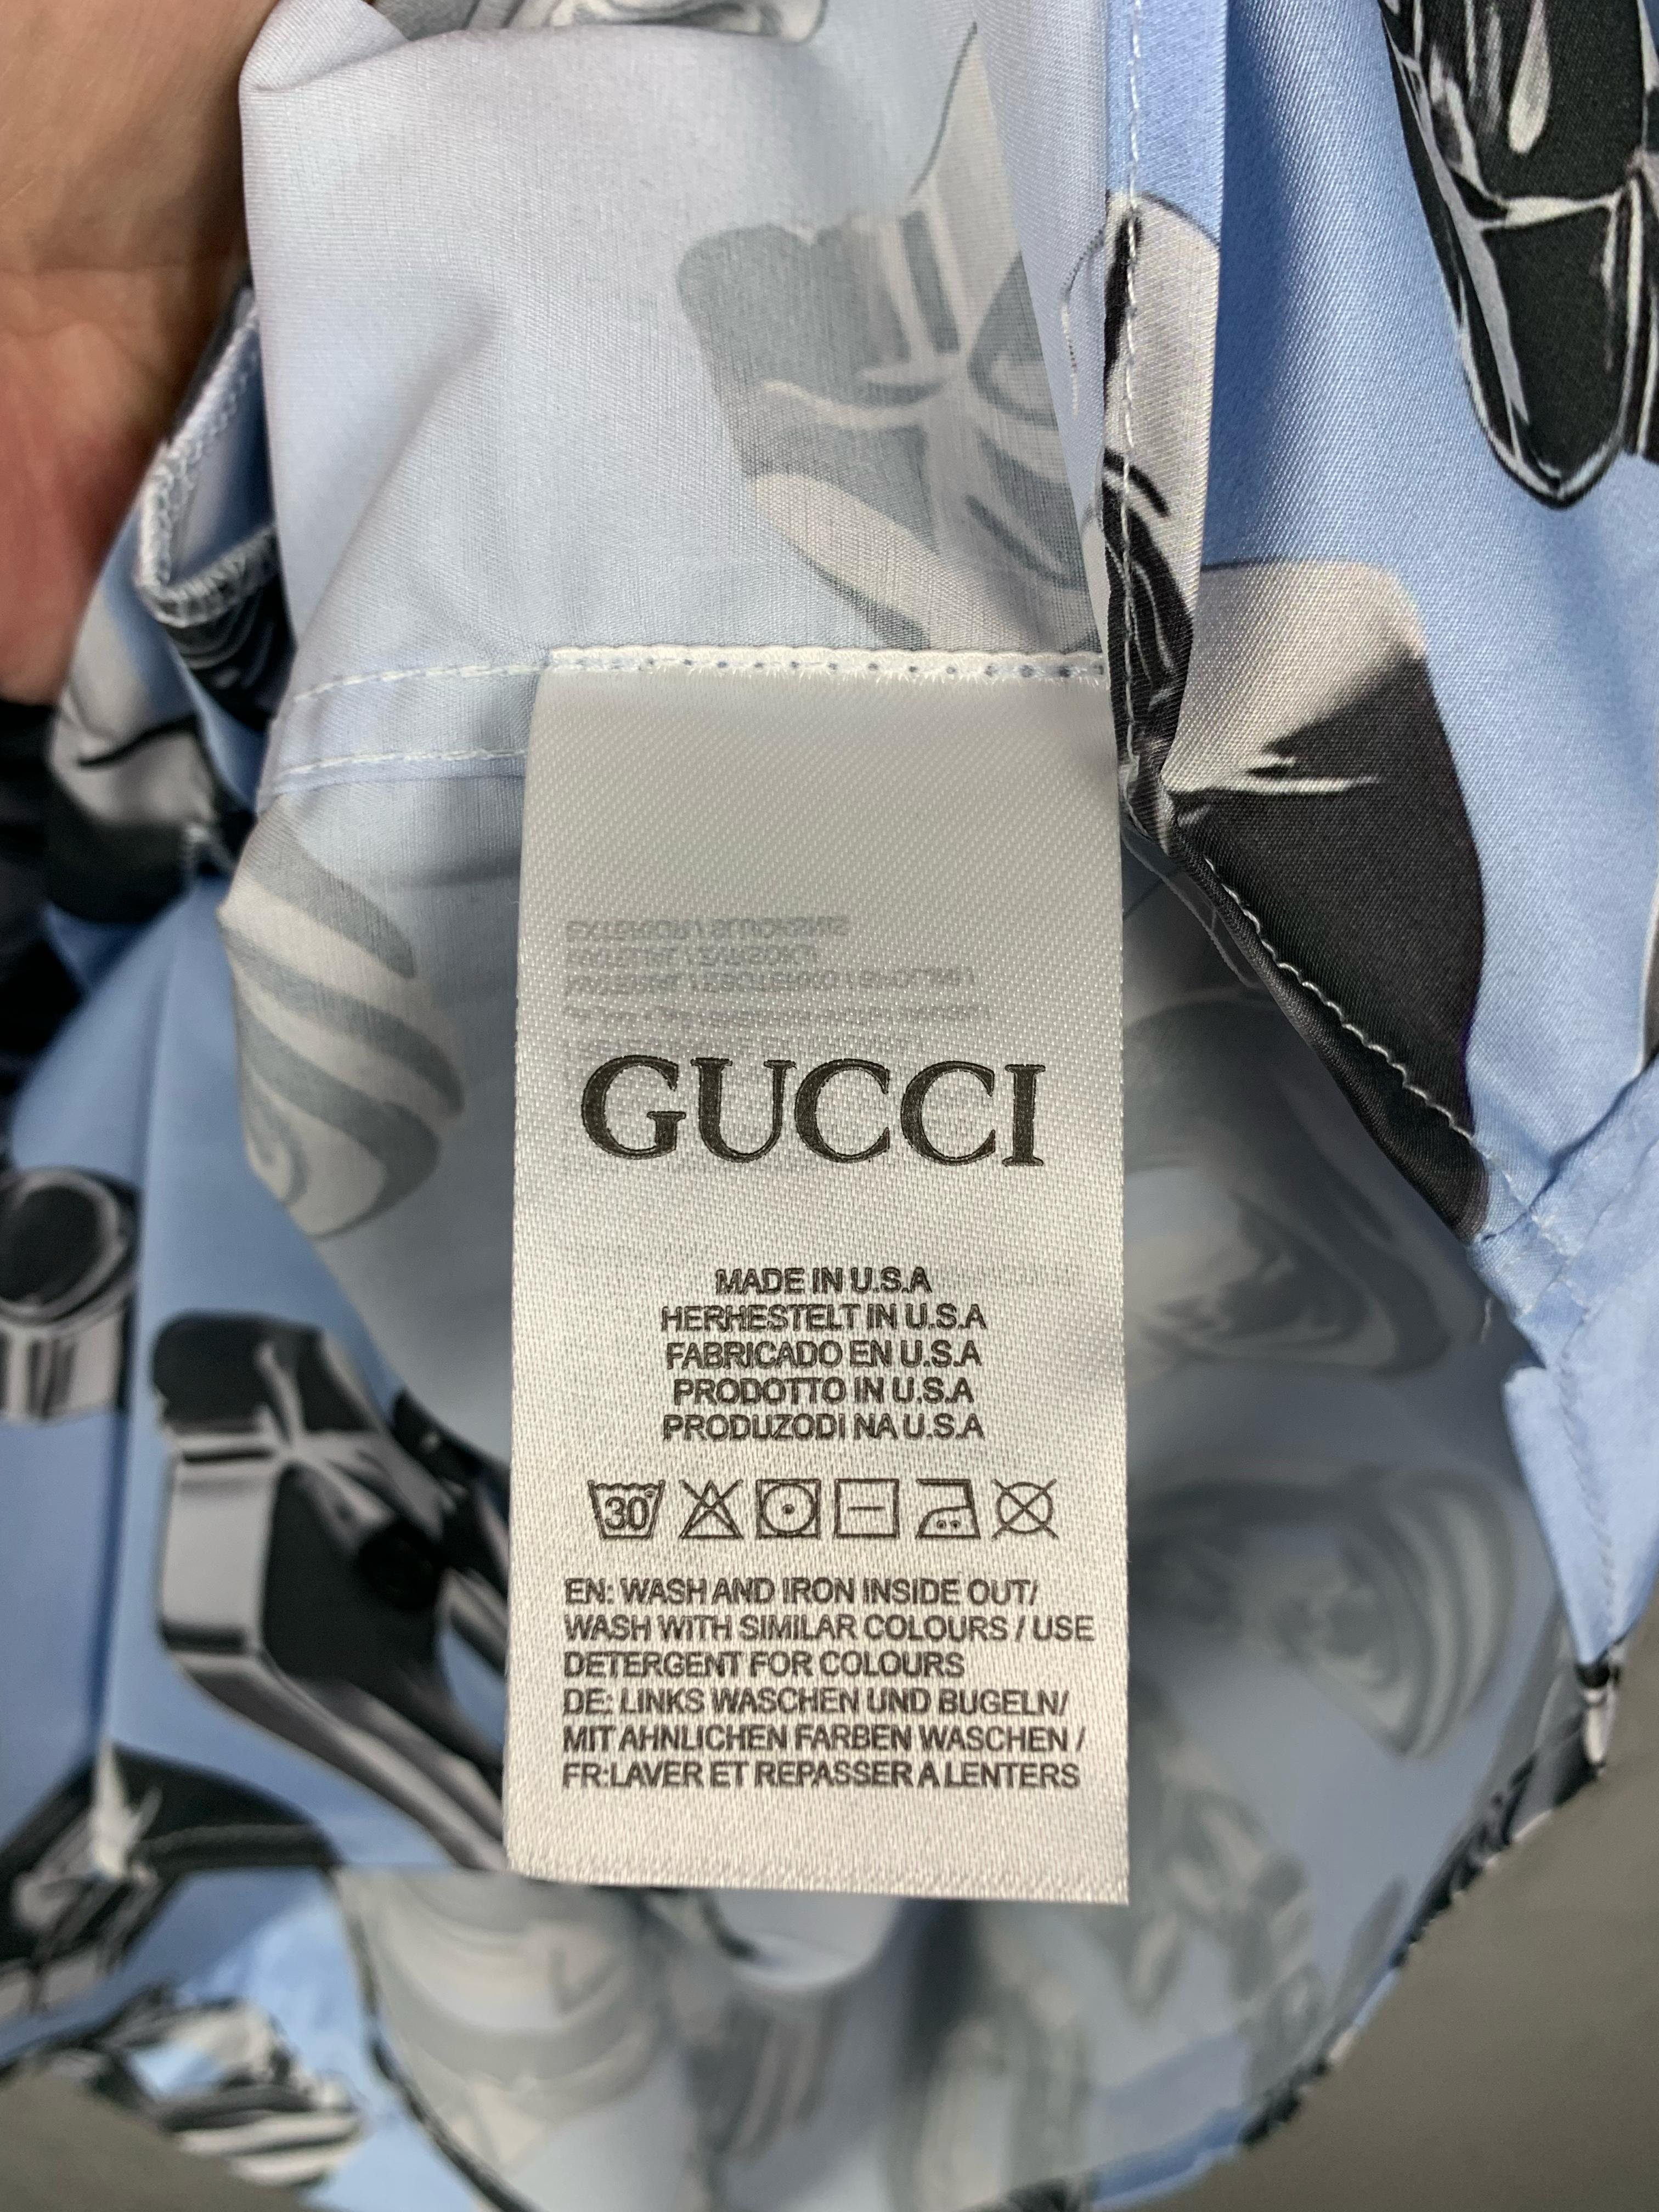 GUCCI
MADE IN U.S.A
HERHESTELT IN U.S.A
FABRICADO EN U.S.A
PRODOTTO IN U.S.A
PRODUZODI NA U.S.A
30
EN: WASH AND IRON INSIDE OUT/
WASH WITH SIMILAR COLOURS / USE
DETERGENT FOR COLOURS
DE: LINKS WASCHEN UND BUGELN/
MIT AHNLICHEN FARBEN WASCHEN /
FR:LAVER ET REPASSER A LENTERS